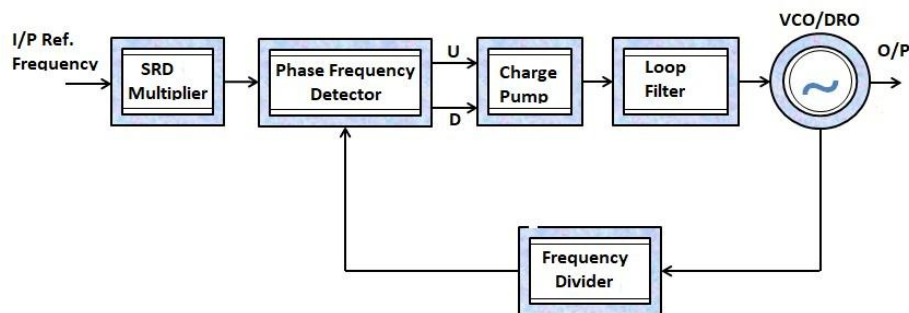 I/P Ref.
Frequency
SRD
Multiplier
Phase Frequency
Detector
U
D
Charge
Pump
Loop
Filter
VCO/DRO
O/P
Frequency
Divider